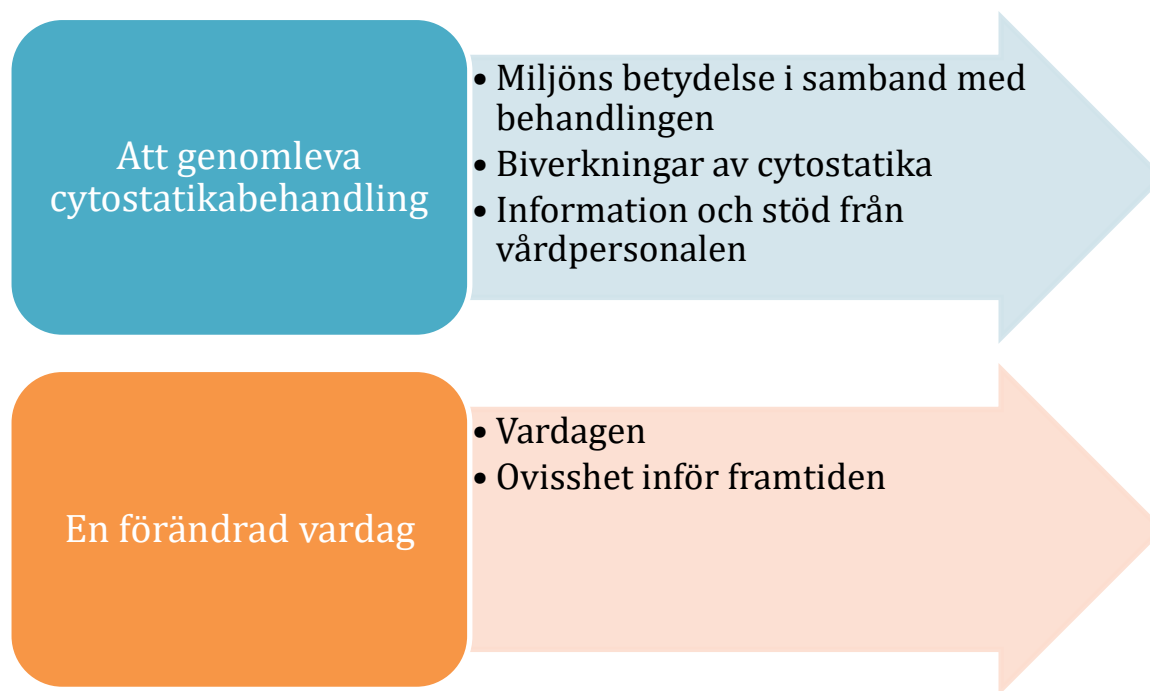 Att genomleva
cytostatikabehandling
• Miljöns betydelse i samband med
behandlingen
• Biverkningar av cytostatika
• Information och stöd från
vårdpersonalen
En förändrad vardag
• Vardagen
• Ovisshet inför framtiden